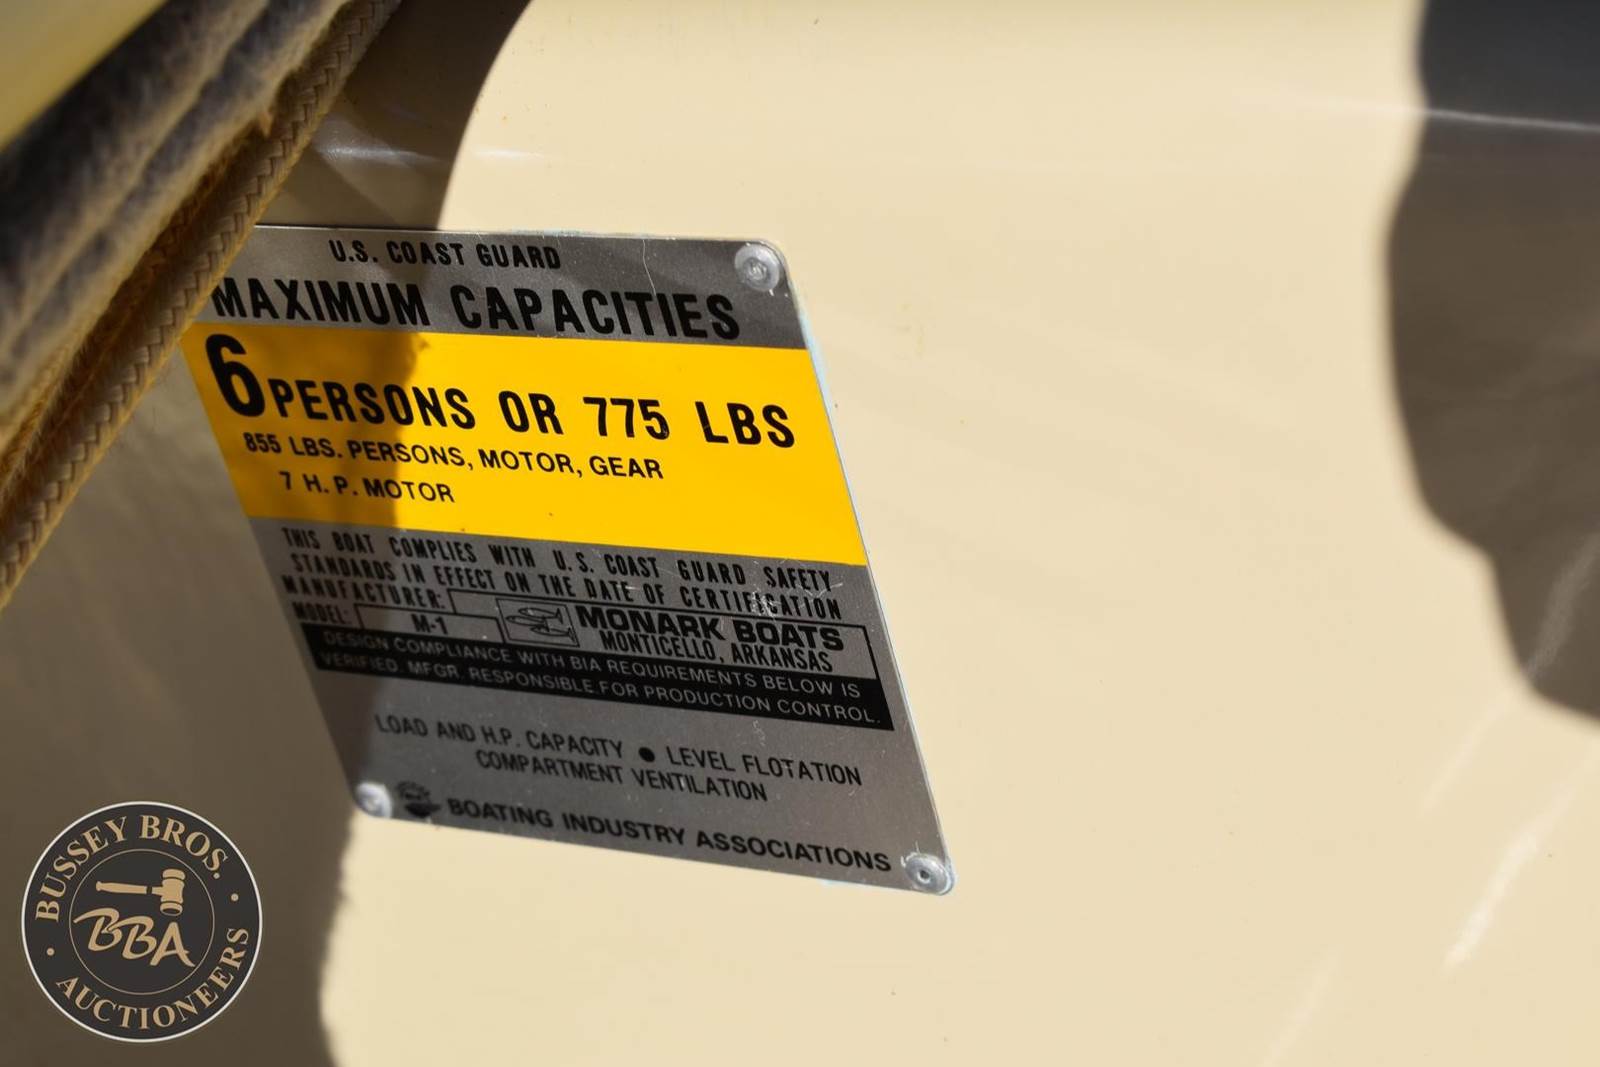 U.S. COAST GUARD
MAXIMUM CAPACITIES
6 PERSONS OR 775 LBS
855 LBS. PERSONS, MOTOR, GEAR
7 H. P. MOTOR
THIS BOAT COMPLIES WITH U.S. COAST GUARD SAFETY
STANDARDS IN EFFECT ON THE DATE OF CERTIFICATION
MANUFACTURER: MONARK BOATS
MODEL: M-1 MONTICELLO, ARKANSAS
DESIGN COMPLIANCE WITH BIA REQUIREMENTS BELOW IS
VERIFIED. MFGR. RESPONSIBLE FOR PRODUCTION CONTROL.
LOAD AND H.P. CAPACITY ● LEVEL FLOTATION
COMPARTMENT VENTILATION
BOATING INDUSTRY ASSOCIATIONS
BUSSEY BROS.
BBA
AUCTIONEERS